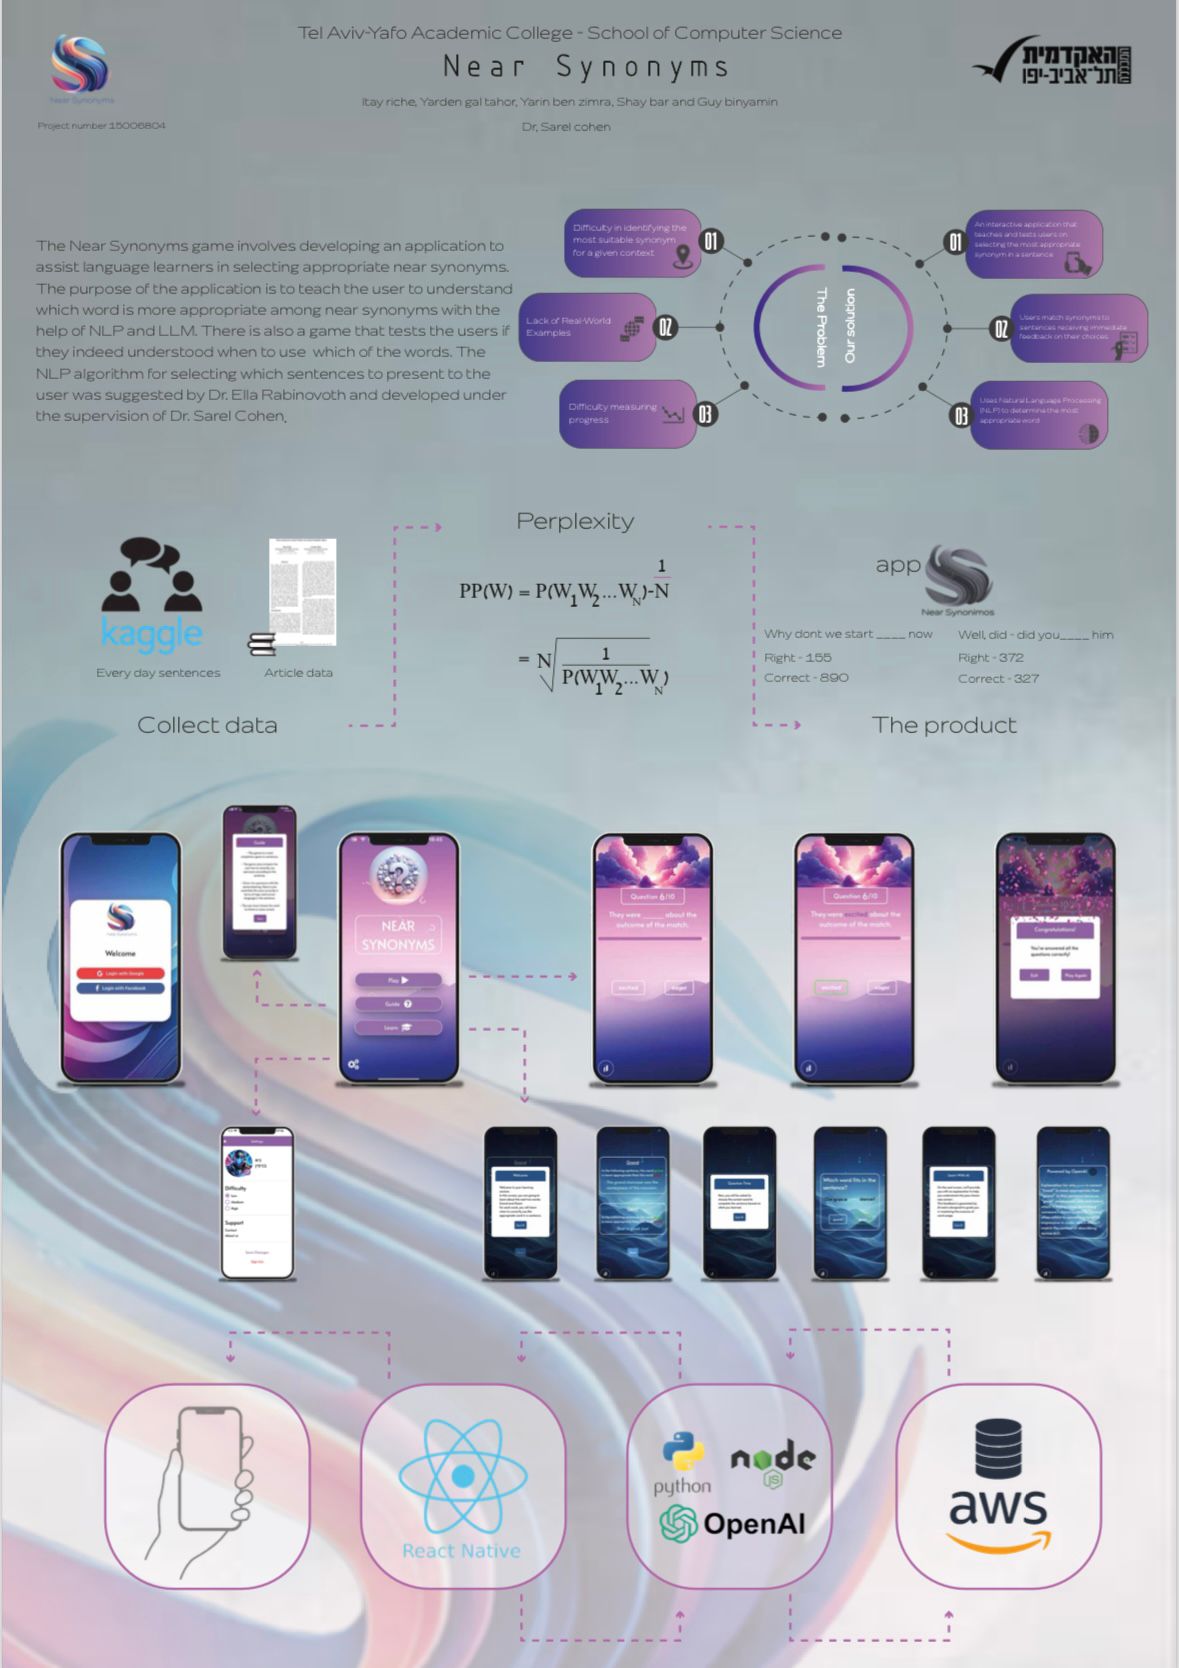 Tel Aviv-Yafo Academic College - School of Computer Science
Near Synonyms
Itay riche, Yarden gal tahor, Yarin ben zimra, Shay bar and Guy binyamin
Dr, Sarel cohen
Near Synonyms
Project number 15006804
האקדמית
תל־אביב־יפו
The Near Synonyms game involves developing an application to
assist language learners in selecting appropriate near synonyms.
The purpose of the application is to teach the user to understand
which word is more appropriate among near synonyms with the
help of NLP and LLM. There is also a game that tests the users if
they indeed understood when to use which of the words. The
NLP algorithm for selecting which sentences to present to the
user was suggested by Dr. Ella Rabinovoth and developed under
the supervision of Dr. Sarel Cohen.
Difficulty in identifying the
most suitable synonym
for a given context
01
Lack of Real-World
Examples
02
Difficulty measuring
progress
03
The Problem
Our solution
01
An interactive application that
teaches and tests users on
selecting the most appropriate
synonym in a sentence
02
Users match synonyms to
sentences receiving immediate
feedback on their choices.
03
Uses Natural Language Processing
(NLP) to determine the most
appropriate word
kaggle
Every day sentences
Article data
Collect data
Perplexity
PP(W) = P(W1W2...WN)-1/N
= N√1/P(W1W2...WN)
app
Near Synonimos
Why dont we start ____ now
Right - 155
Correct - 890
Well, did - did you____ him
Right - 372
Correct - 327
The product
Welcome
Login with Google
Login with Facebook
Guide
NEAR
SYNONYMS
Play
Guide
Learn
Question 6/10
They were ____ about the
outcome of the match.
excited
eager
Question 6/10
They were excited about the
outcome of the match.
excited
eager
Congratulations!
You've answered all the
questions correctly!
Exit
Play Again
Settings
Difficulty
Support
Contact
About us
Save Changes
Sign Out
Welcome
Good
Question Time
Which word fits in the
sentence?
Powered by OpenAI
React Native
python
node
JS
OpenAI
aws